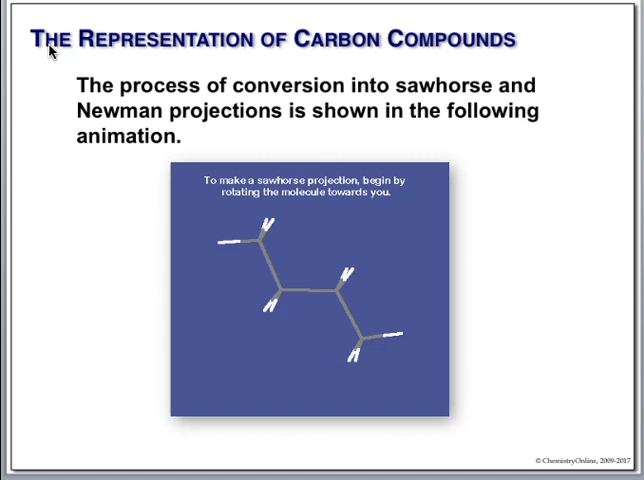 THE REPRESENTATION OF CARBON COMPOUNDS
The process of conversion into sawhorse and
Newman projections is shown in the following
animation.
To make a sawhorse projection, begin by
rotating the molecule towards you.
© ChemistryOnline, 2009-2017